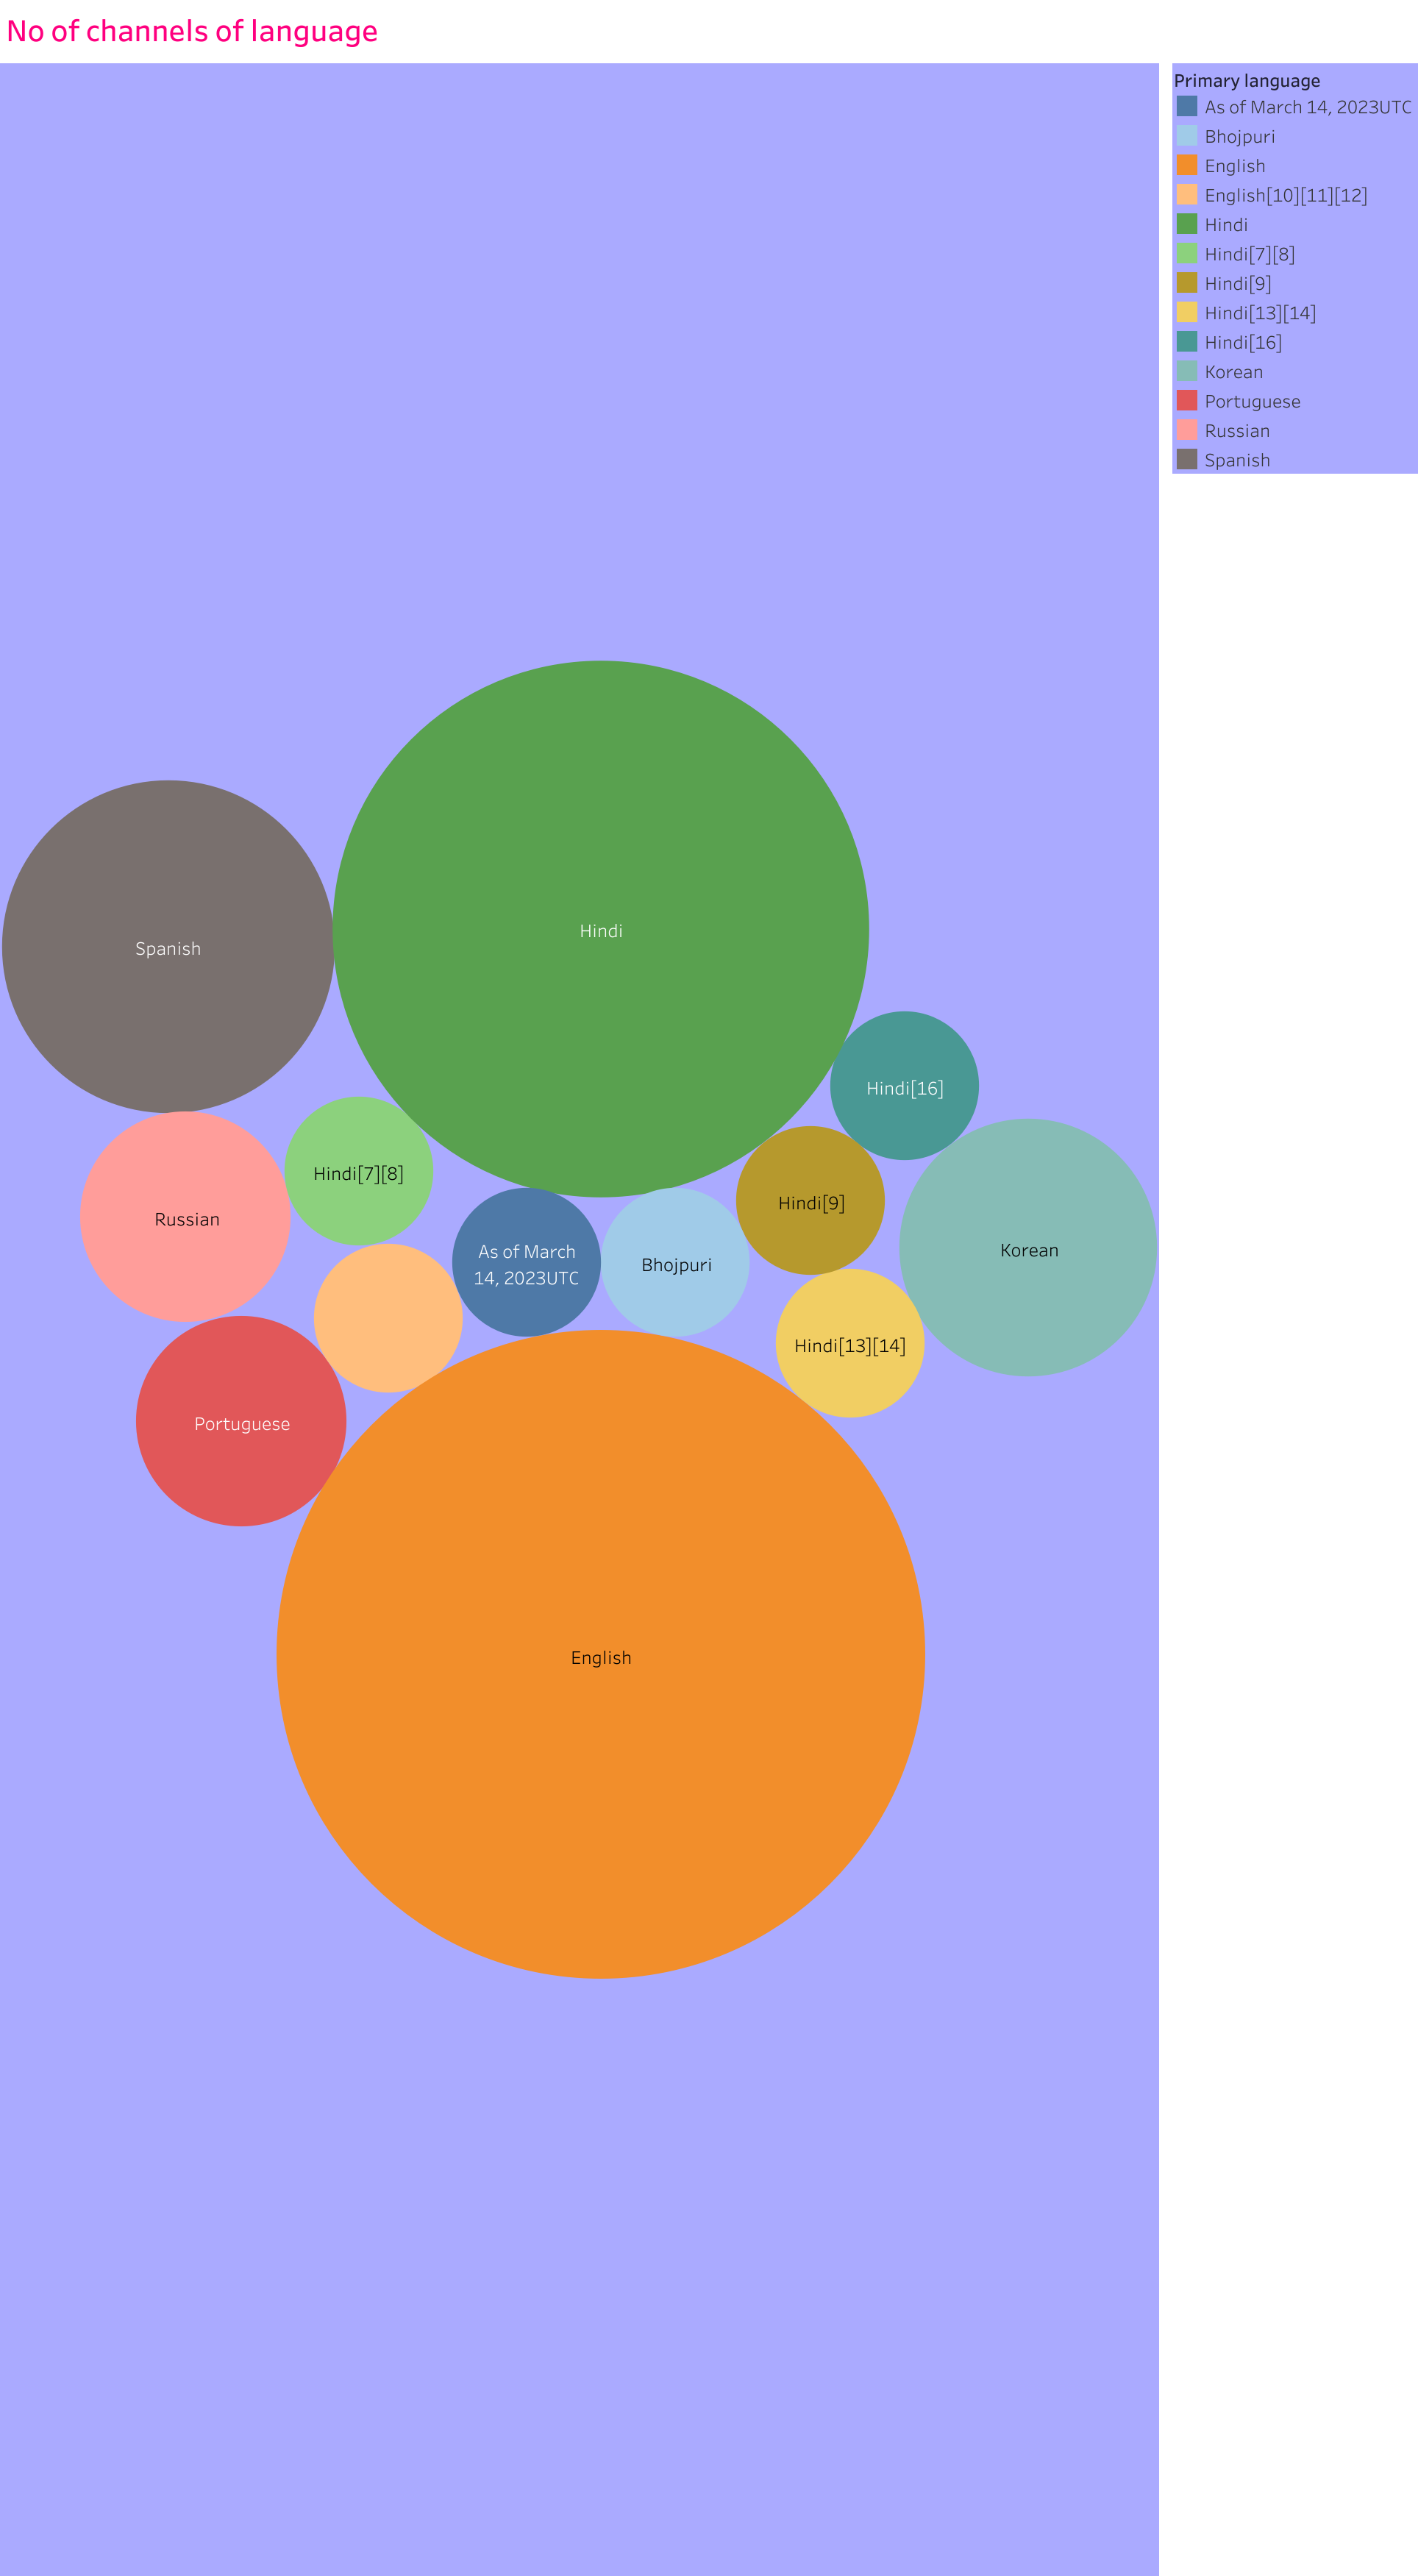 No of channels of language
Primary language
As of March 14, 2023UTC
Bhojpuri
English
English[10][11][12]
Hindi
Hindi[7][8]
Hindi[9]
Hindi[13][14]
Hindi[16]
Korean
Portuguese
Russian
Spanish
Hindi
Spanish
Hindi[16]
Hindi[7][8]
Hindi[9]
Russian
As of March
14, 2023UTC
Bhojpuri
Korean
Hindi[13][14]
Portuguese
English